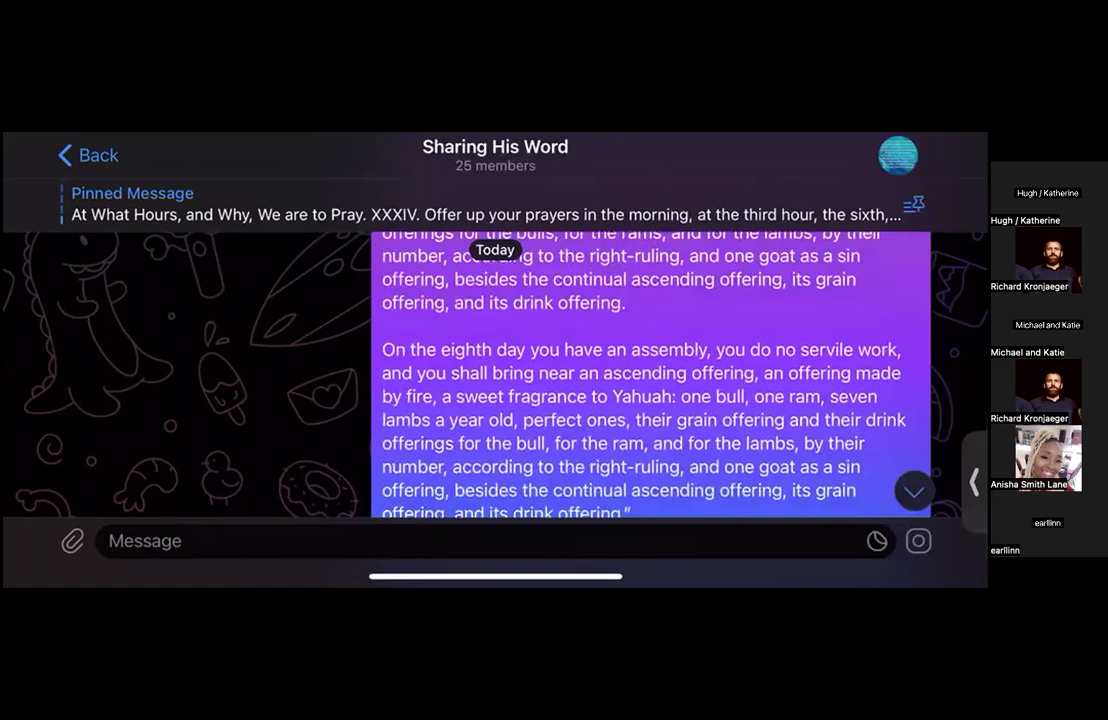 Back
Sharing His Word
25 members
Pinned Message
At What Hours, and Why, We are to Pray. XXXIV. Offer up your prayers in the morning, at the third hour, the sixth,...
offerings for the bulls, for the rams, and for the lambs, by their
Today
number, according to the right-ruling, and one goat as a sin
offering, besides the continual ascending offering, its grain
offering, and its drink offering.
On the eighth day you have an assembly, you do no servile work,
and you shall bring near an ascending offering, an offering made
by fire, a sweet fragrance to Yahuah: one bull, one ram, seven
lambs a year old, perfect ones, their grain offering and their drink
offerings for the bull, for the ram, and for the lambs, by their
number, according to the right-ruling, and one goat as a sin
offering, besides the continual ascending offering, its grain
offering, and its drink offering."
Message
Hugh / Katherine
Hugh / Katherine
Richard Kronjaeger
Michael and Katie
Michael and Katie
Richard Kronjaeger
Anisha Smith Lane
earllinn
earllinn